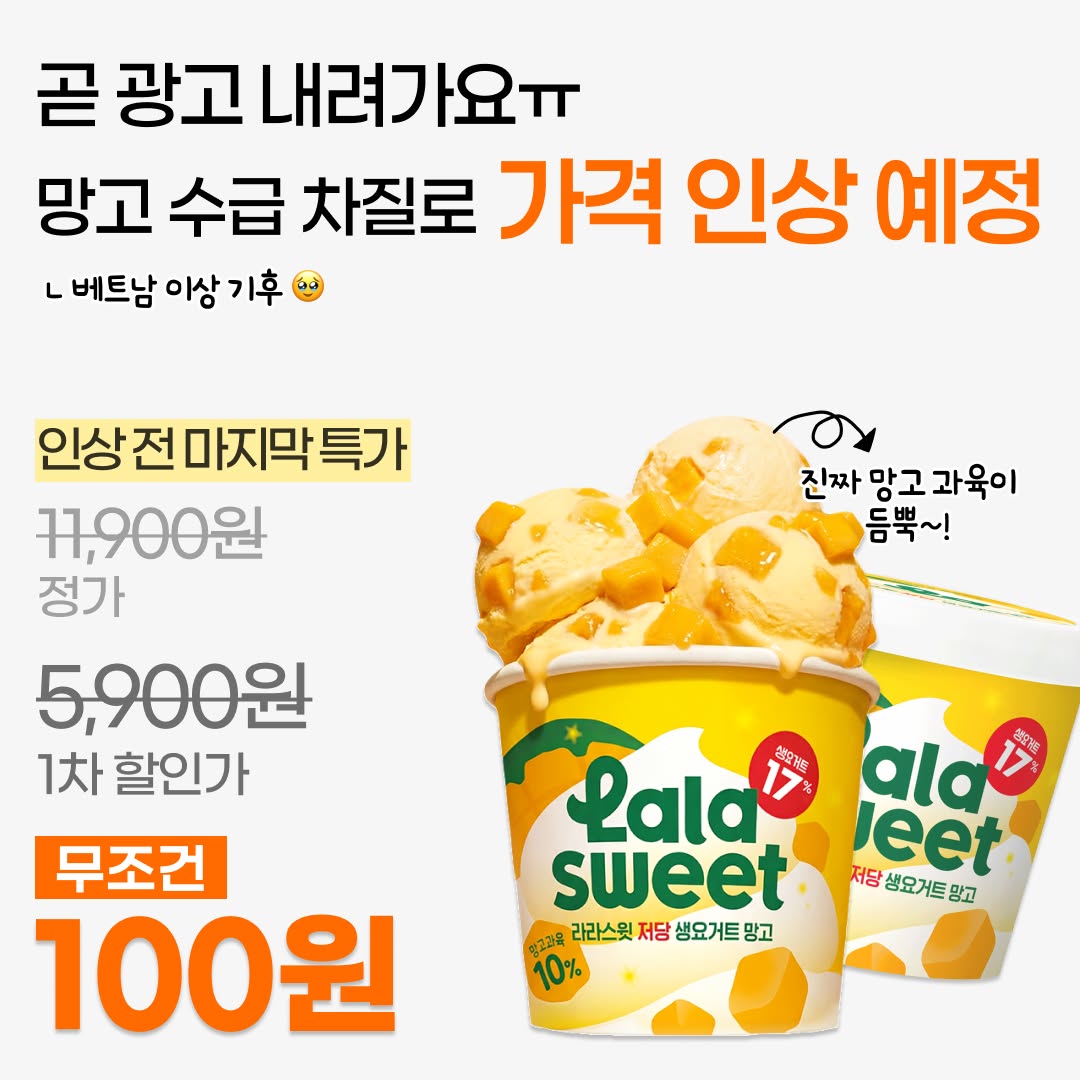 곧 광고 내려가요ㅠ
망고 수급 차질로 가격 인상 예정
ㄴ 베트남 이상 기후 🥹
인상 전 마지막 특가
11,900원
정가
5,900원
1차 할인가
무조건
100원
진짜 망고 과육이
듬뿍~!
생요거트
17%
Lala
sweet
라라스윗 저당 생요거트 망고
망고과육
10%
생요거트
17%
ala
eet
저당 생요거트 망고